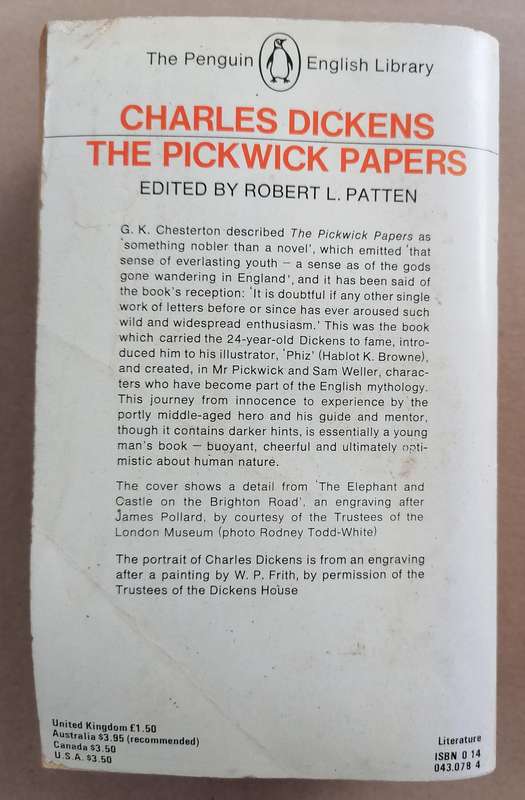 The Penguin English Library
CHARLES DICKENS
THE PICKWICK PAPERS
EDITED BY ROBERT L. PATTEN
G. K. Chesterton described The Pickwick Papers as
'something nobler than a novel', which emitted 'that
sense of everlasting youth – a sense as of the gods
gone wandering in England', and it has been said of
the book's reception: 'It is doubtful if any other single
work of letters before or since has ever aroused such
wild and widespread enthusiasm.' This was the book
which carried the 24-year-old Dickens to fame, intro-
duced him to his illustrator, 'Phiz' (Hablot K. Browne),
and created, in Mr Pickwick and Sam Weller, charac-
ters who have become part of the English mythology.
This journey from innocence to experience by the
portly middle-aged hero and his guide and mentor,
though it contains darker hints, is essentially a young
man's book – buoyant, cheerful and ultimately opti-
mistic about human nature.
The cover shows a detail from 'The Elephant and
Castle on the Brighton Road', an engraving after
James Pollard, by courtesy of the Trustees of the
London Museum (photo Rodney Todd-White)
The portrait of Charles Dickens is from an engraving
after a painting by W. P. Frith, by permission of the
Trustees of the Dickens House
United Kingdom £1.50
Australia $3.95 (recommended)
Canada $3.50
U.S.A. $3.50
Literature
ISBN 0 14
043.078 4